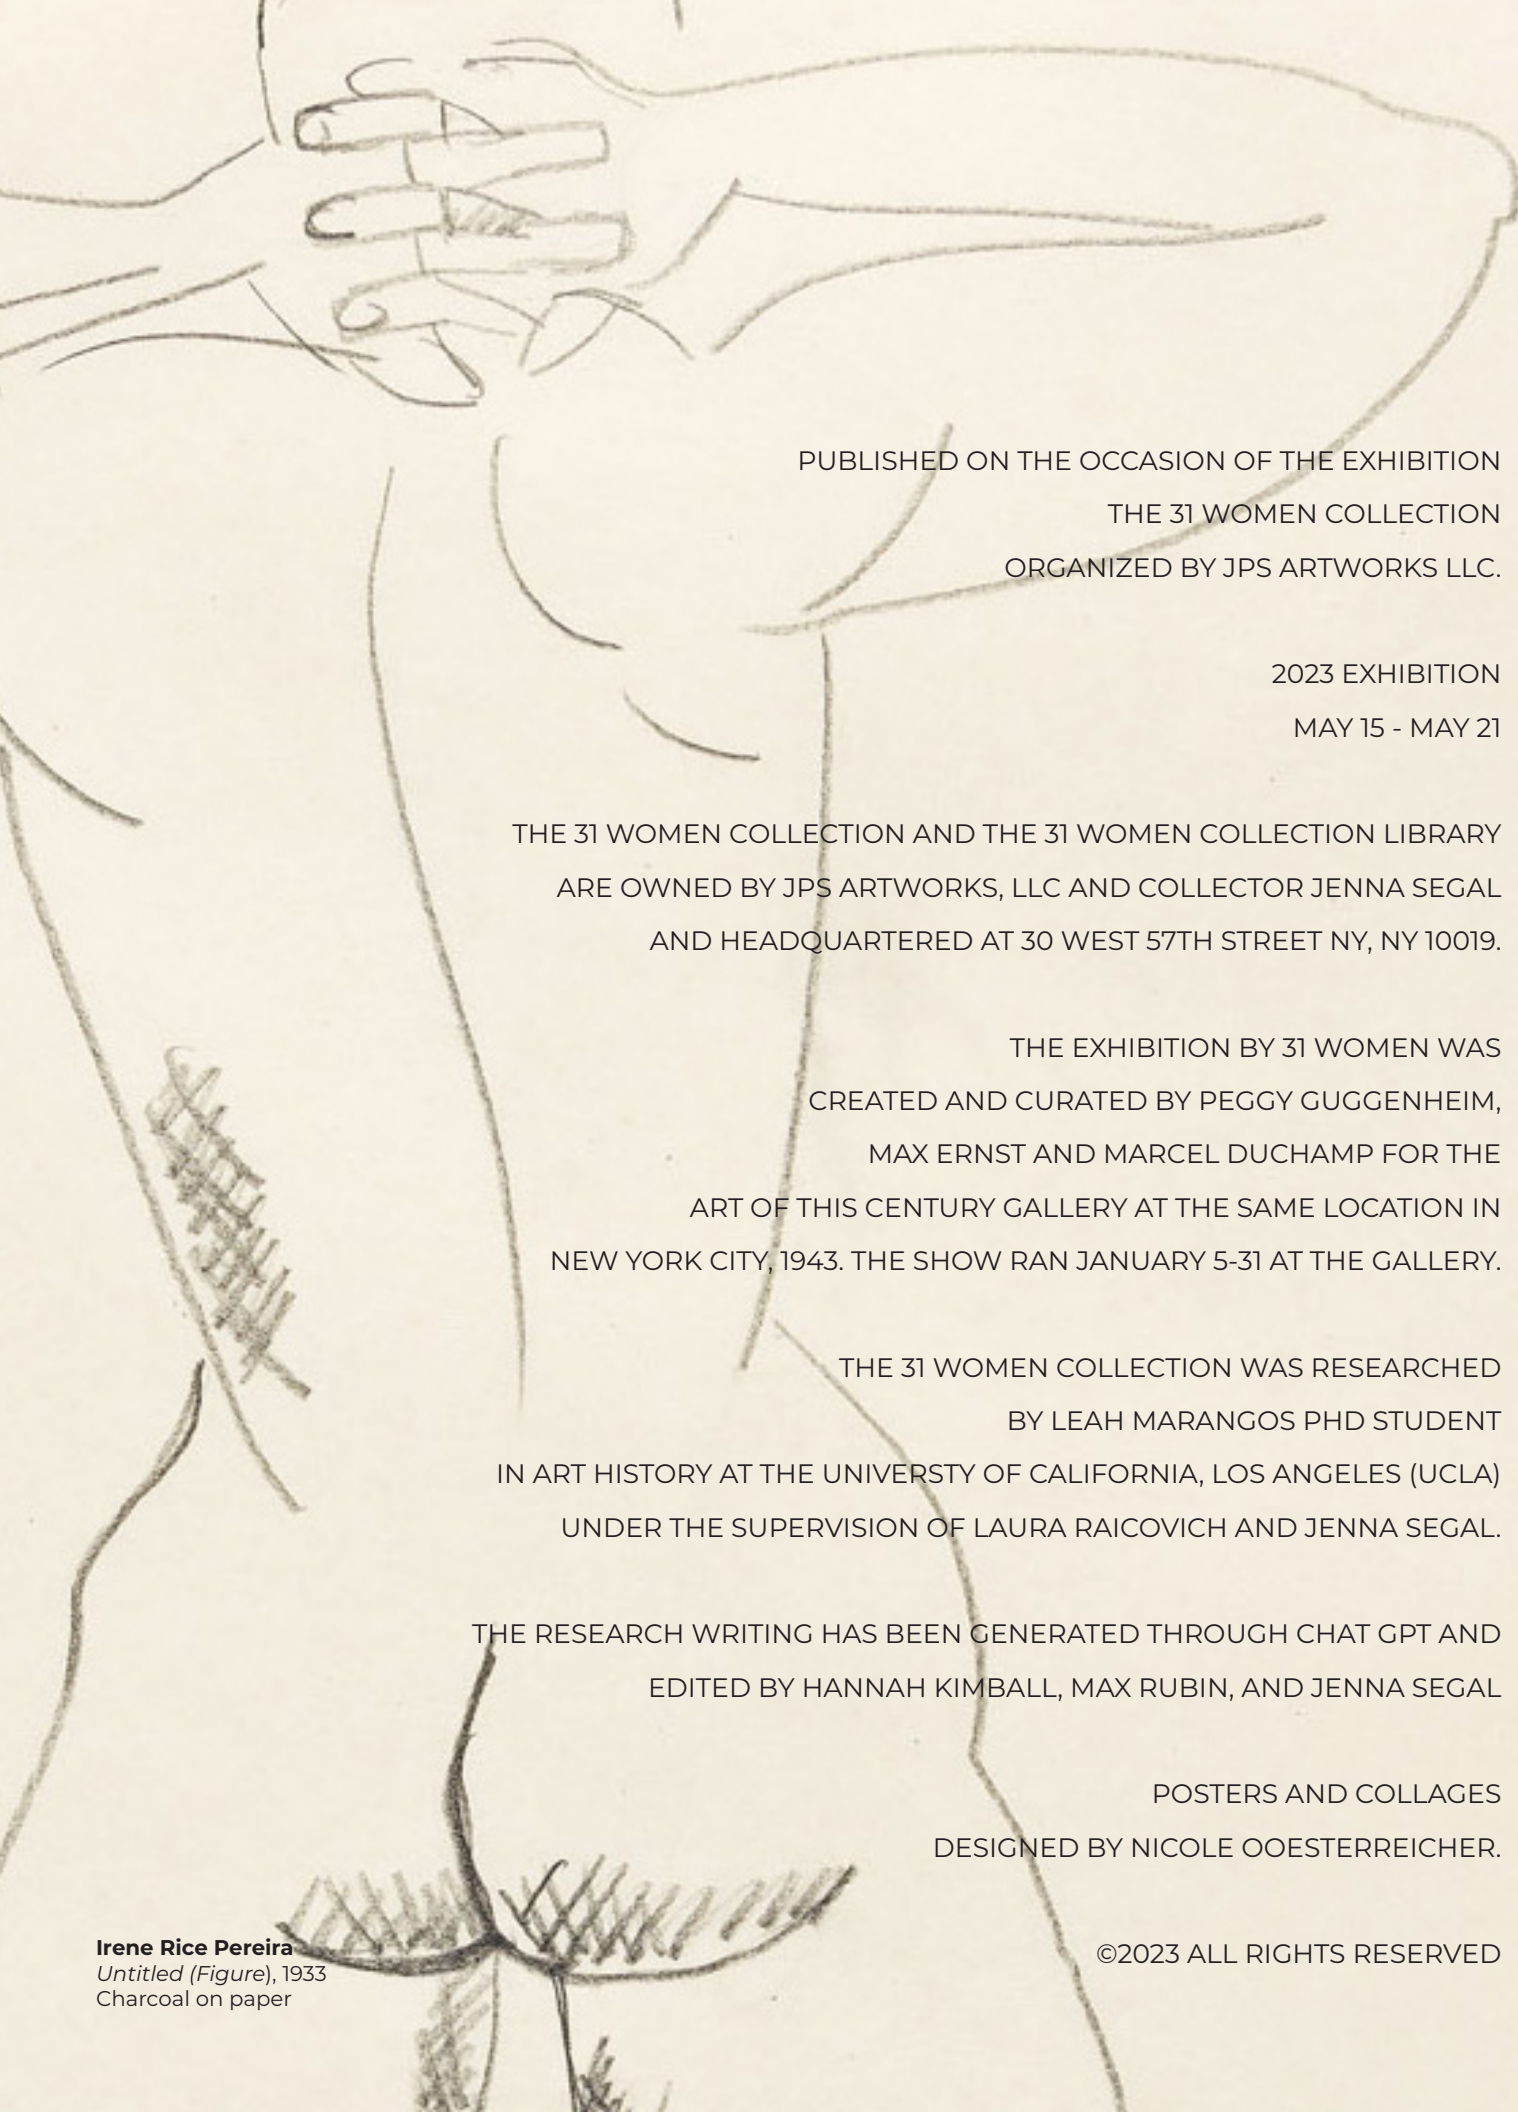 PUBLISHED ON THE OCCASION OF THE EXHIBITION
THE 31 WOMEN COLLECTION
ORGANIZED BY JPS ARTWORKS LLC.
2023 EXHIBITION
MAY 15 - MAY 21
THE 31 WOMEN COLLECTION AND THE 31 WOMEN COLLECTION LIBRARY
ARE OWNED BY JPS ARTWORKS, LLC AND COLLECTOR JENNA SEGAL
AND HEADQUARTERED AT 30 WEST 57TH STREET NY, NY 10019.
THE EXHIBITION BY 31 WOMEN WAS
CREATED AND CURATED BY PEGGY GUGGENHEIM,
MAX ERNST AND MARCEL DUCHAMP FOR THE
ART OF THIS CENTURY GALLERY AT THE SAME LOCATION IN
NEW YORK CITY, 1943. THE SHOW RAN JANUARY 5-31 AT THE GALLERY.
THE 31 WOMEN COLLECTION WAS RESEARCHED
BY LEAH MARANGOS PHD STUDENT
IN ART HISTORY AT THE UNIVERSTY OF CALIFORNIA, LOS ANGELES (UCLA)
UNDER THE SUPERVISION OF LAURA RAICOVICH AND JENNA SEGAL.
THE RESEARCH WRITING HAS BEEN GENERATED THROUGH CHAT GPT AND
EDITED BY HANNAH KIMBALL, MAX RUBIN, AND JENNA SEGAL
POSTERS AND COLLAGES
DESIGNED BY NICOLE OOESTERREICHER.
©2023 ALL RIGHTS RESERVED
Irene Rice Pereira
Untitled (Figure), 1933
Charcoal on paper